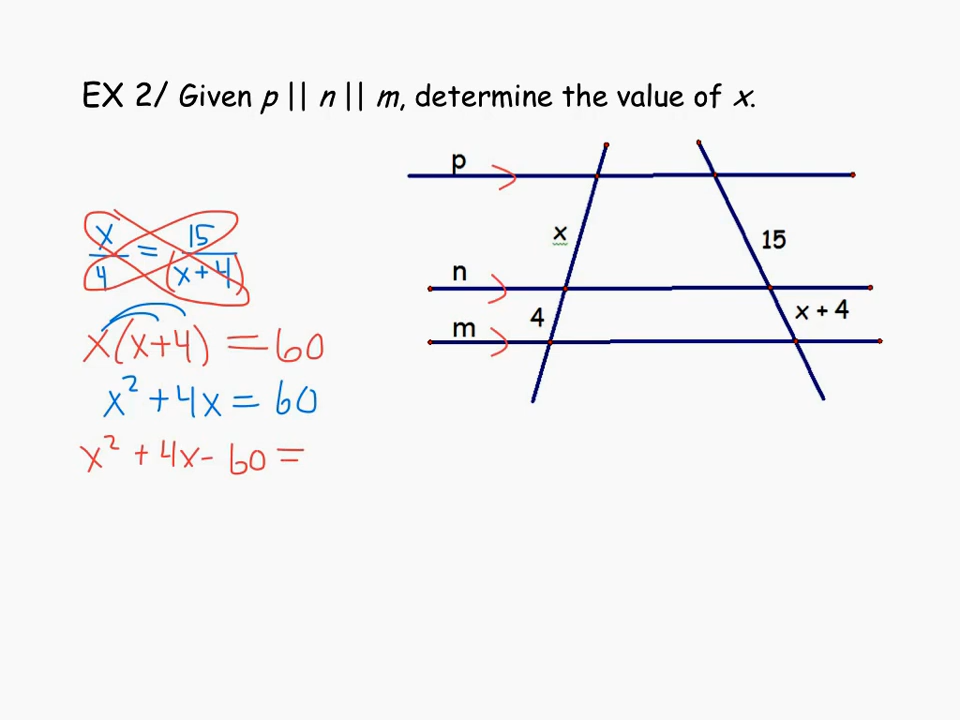 EX 2/ Given p || n || m, determine the value of x.
p
x
15
n
4
x + 4
m
x/4 = 15/(x+4)
x(x+4) = 60
x² + 4x = 60
x² + 4x - 60 =